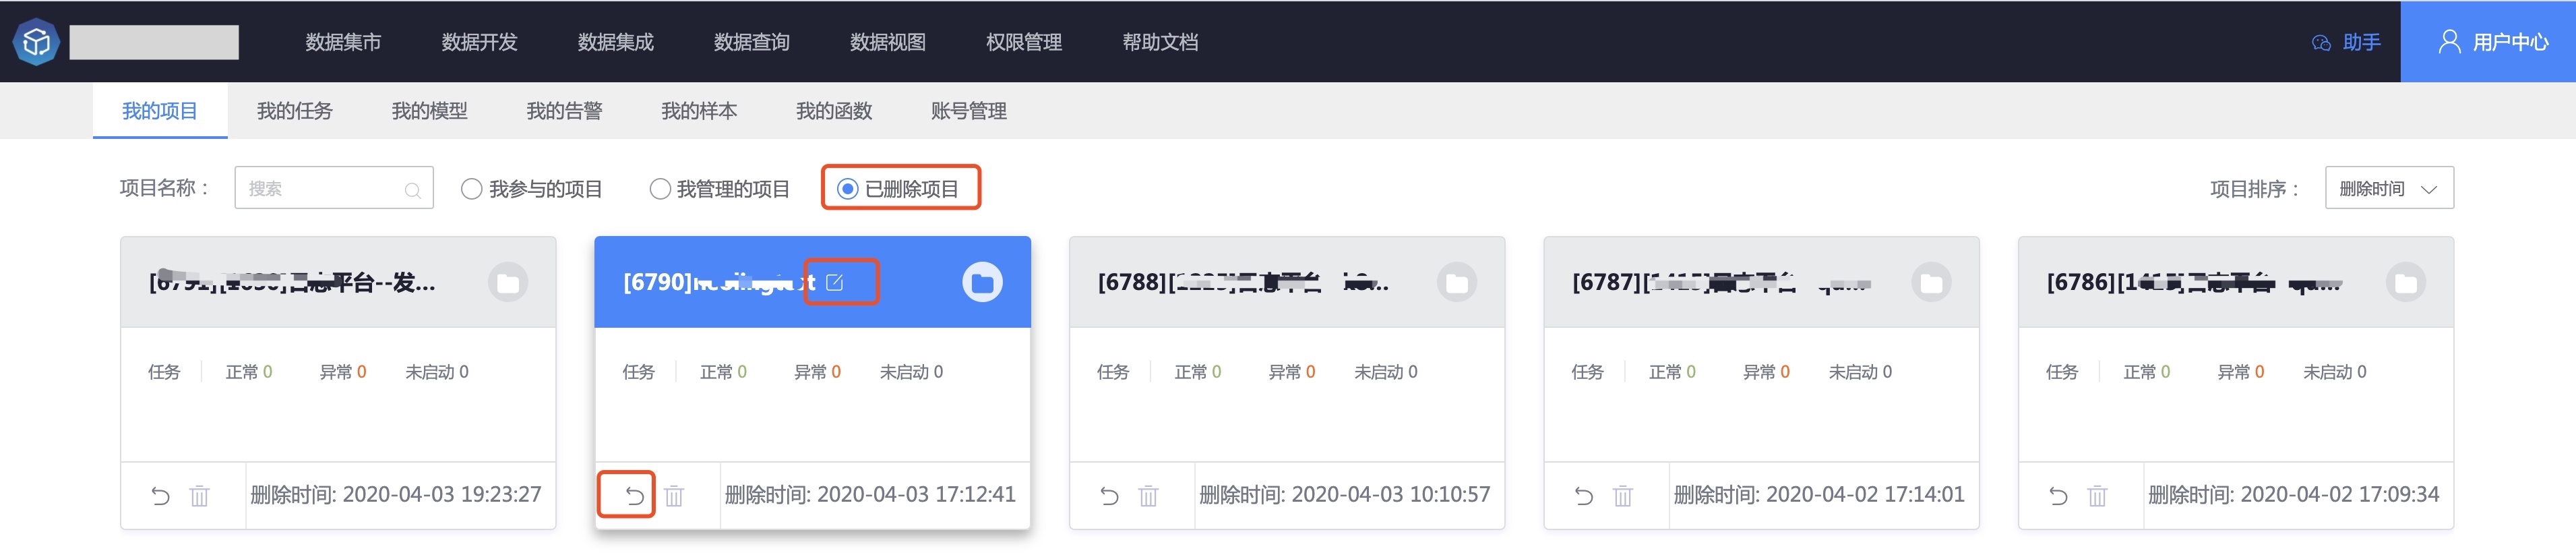 数据集市 数据开发 数据集成 数据查询 数据视图 权限管理 帮助文档 助手 用户中心
我的项目 我的任务 我的模型 我的告警 我的样本 我的函数 账号管理
项目名称： 搜索 我参与的项目 我管理的项目 已删除项目 项目排序： 删除时间
[6790] [6788] [6787] [6786]
任务 正常 0 异常 0 未启动 0 任务 正常 0 异常 0 未启动 0 任务 正常 0 异常 0 未启动 0 任务 正常 0 异常 0 未启动 0 任务 正常 0 异常 0 未启动 0
删除时间: 2020-04-03 19:23:27 删除时间: 2020-04-03 17:12:41 删除时间: 2020-04-03 10:10:57 删除时间: 2020-04-02 17:14:01 删除时间: 2020-04-02 17:09:34